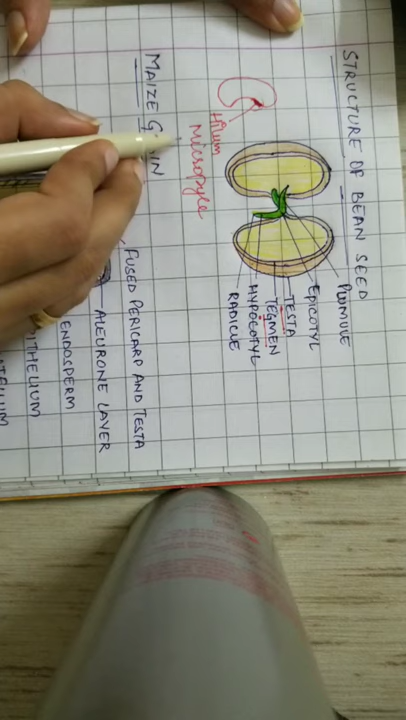 STRUCTURE OF BEAN SEED
PLUMULE
EPICOTYL
TESTA
TEGMEN
HYPOCOTYL
RADICLE
Hilum
Micropyle
MAIZE
FUSED PERICARP AND TESTA
ALEURONE LAYER
ENDOSPERM